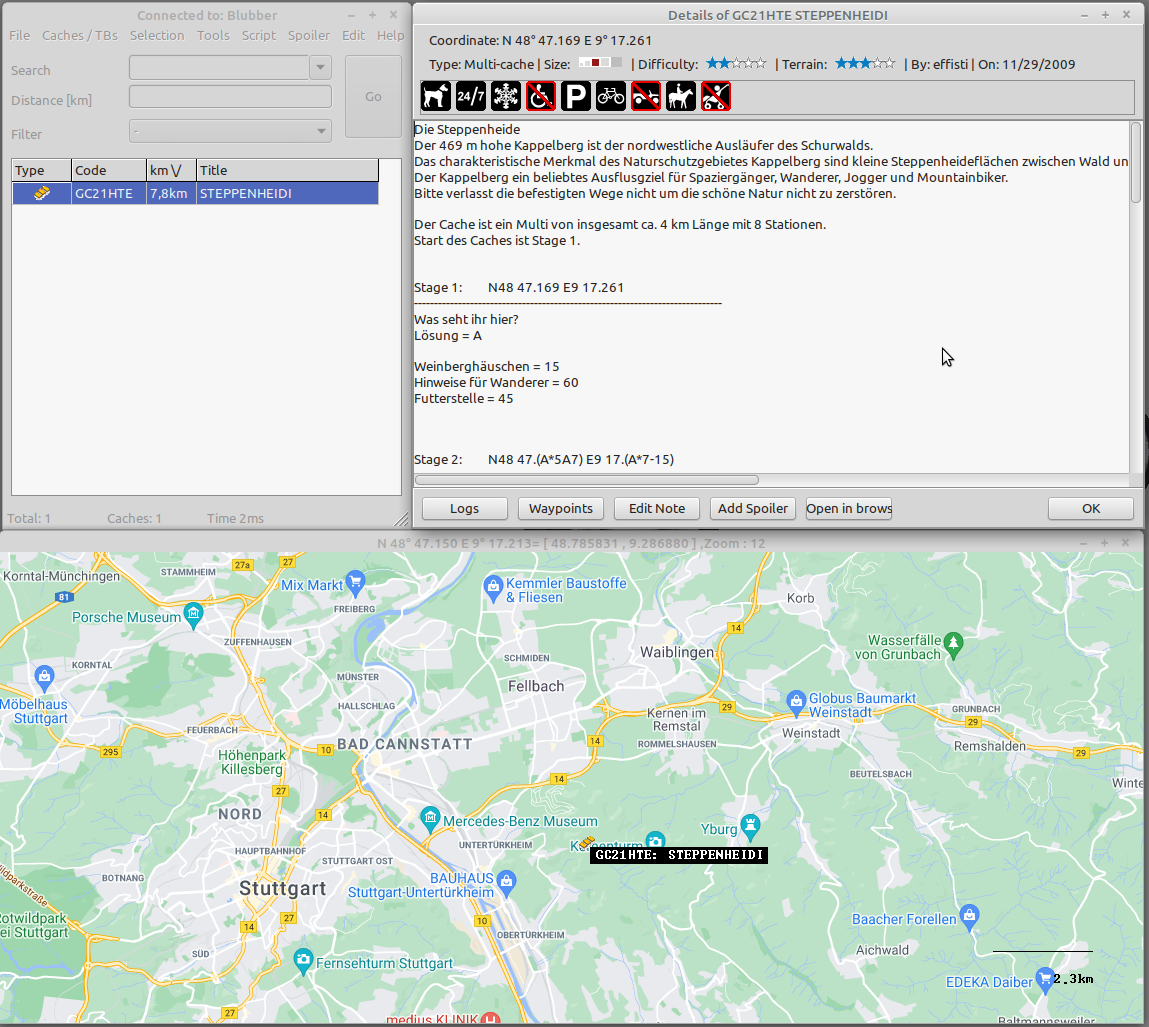 Connected to: Blubber
File Caches / TBs Selection Tools Script Spoiler Edit Help
Search
Distance [km]
Go
Filter -
Type Code km \/ Title
GC21HTE 7,8km STEPPENHEIDI
Total: 1 Caches: 1 Time 2ms
Details of GC21HTE STEPPENHEIDI
Coordinate: N 48° 47.169 E 9° 17.261
Type: Multi-cache | Size: | Difficulty: | Terrain: | By: effisti | On: 11/29/2009
24/7 P
Die Steppenheide
Der 469 m hohe Kappelberg ist der nordwestliche Ausläufer des Schurwalds.
Das charakteristische Merkmal des Naturschutzgebietes Kappelberg sind kleine Steppenheideflächen zwischen Wald un
Der Kappelberg ein beliebtes Ausflusgziel für Spaziergänger, Wanderer, Jogger und Mountainbiker.
Bitte verlasst die befestigten Wege nicht um die schöne Natur nicht zu zerstören.
Der Cache ist ein Multi von insgesamt ca. 4 km Länge mit 8 Stationen.
Start des Caches ist Stage 1.
Stage 1: N48 47.169 E9 17.261
-----------------------------------------------------------------------------
Was seht ihr hier?
Lösung = A
Weinberghäuschen = 15
Hinweise für Wanderer = 60
Futterstelle = 45
Stage 2: N48 47.(A*5A7) E9 17.(A*7-15)
Logs Waypoints Edit Note Add Spoiler Open in brows OK
N 48° 47.150 E 9° 17.213= [ 48.785831 , 9.286880 ] ,Zoom : 12
Korntal-Münchingen
STAMMHEIM
27a
27
Mix Markt
Kemmler Baustoffe
& Fliesen
81
FREIBERG
Korb
Porsche Museum
ZUFFENHAUSEN
14
Wasserfälle
von Grunbach
Waiblingen
KORNTAL
SCHMIDEN
MÜNSTER
Fellbach
Möbelhaus
Stuttgart
HALLSCHLAG
Globus Baumarkt
Weinstadt
29
GRUNBACH
29
Kernen im
Remstal
FEUERBACH
Weinstadt
295
10
BAD CANNSTATT
14
ROMMELSHAUSEN
Remshalden
29
Höhenpark
Killesberg
14
BEUTELSBACH
Winte
27
NORD
14
Mercedes-Benz Museum
Yburg
UNTERTÜRKHEIM
GC21HTE: STEPPENHEIDI
HAUPTBAHNHOF
STUTTGART OST
BOTNANG
Stuttgart
BAUHAUS
Stuttgart-Untertürkheim
27
10
14
Rotwildpark
ei Stuttgart
OBERTÜRKHEIM
Baacher Forellen
SÜD
Aichwald
Fernsehturm Stuttgart
EDEKA Daiber
2.3km
27
medius KLINIK
Baltmannsweiler